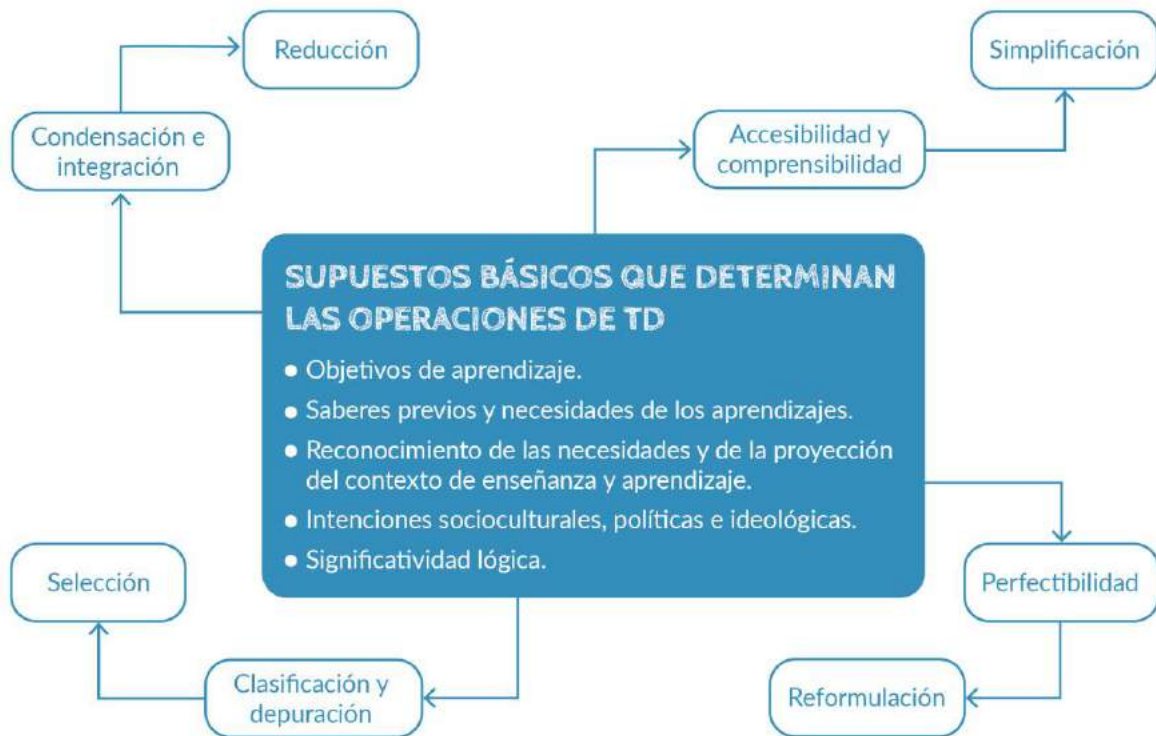 Reducción
Simplificación
Condensación e
integración
Accesibilidad y
comprensibilidad
SUPUESTOS BÁSICOS QUE DETERMINAN
LAS OPERACIONES DE TD
• Objetivos de aprendizaje.
• Saberes previos y necesidades de los aprendizajes.
• Reconocimiento de las necesidades y de la proyección
del contexto de enseñanza y aprendizaje.
• Intenciones socioculturales, políticas e ideológicas.
• Significatividad lógica.
Selección
Perfectibilidad
Clasificación y
depuración
Reformulación